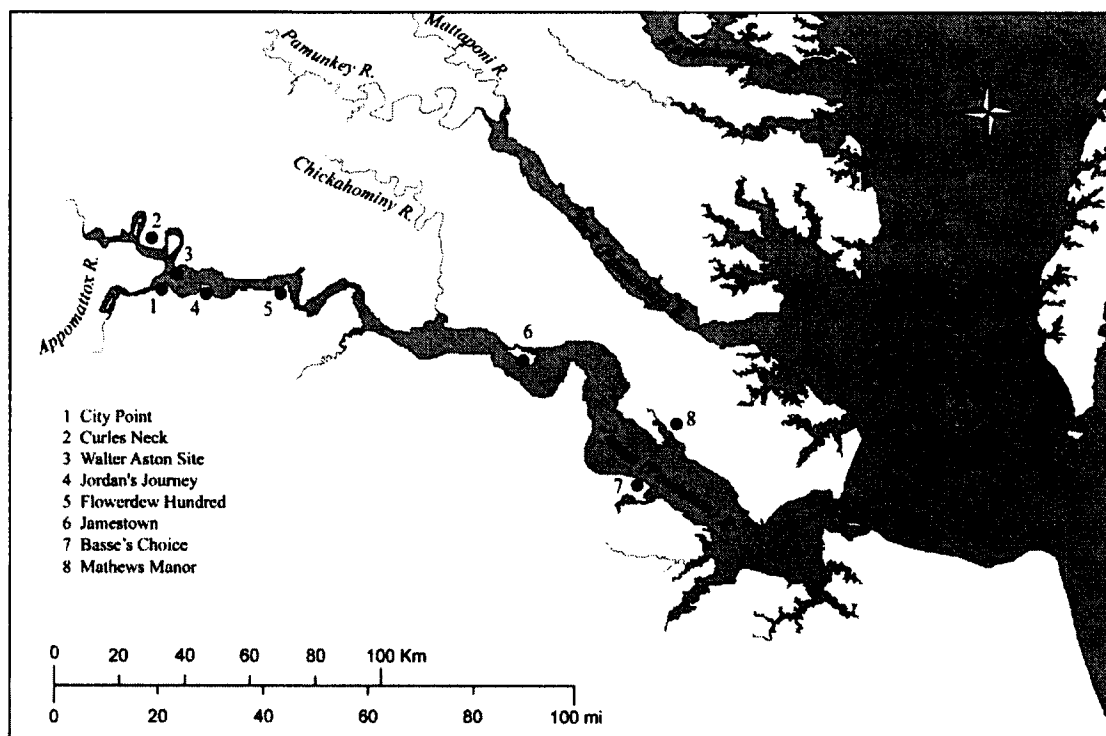 Mattaponi R.
Pamunkey R.
Chickahominy R.
Appomattox R.
2
3
1
4
5
6
8
7
1 City Point
2 Curles Neck
3 Walter Aston Site
4 Jordan's Journey
5 Flowerdew Hundred
6 Jamestown
7 Basse's Choice
8 Mathews Manor
0 20 40 60 80 100 Km
0 20 40 60 80 100 mi